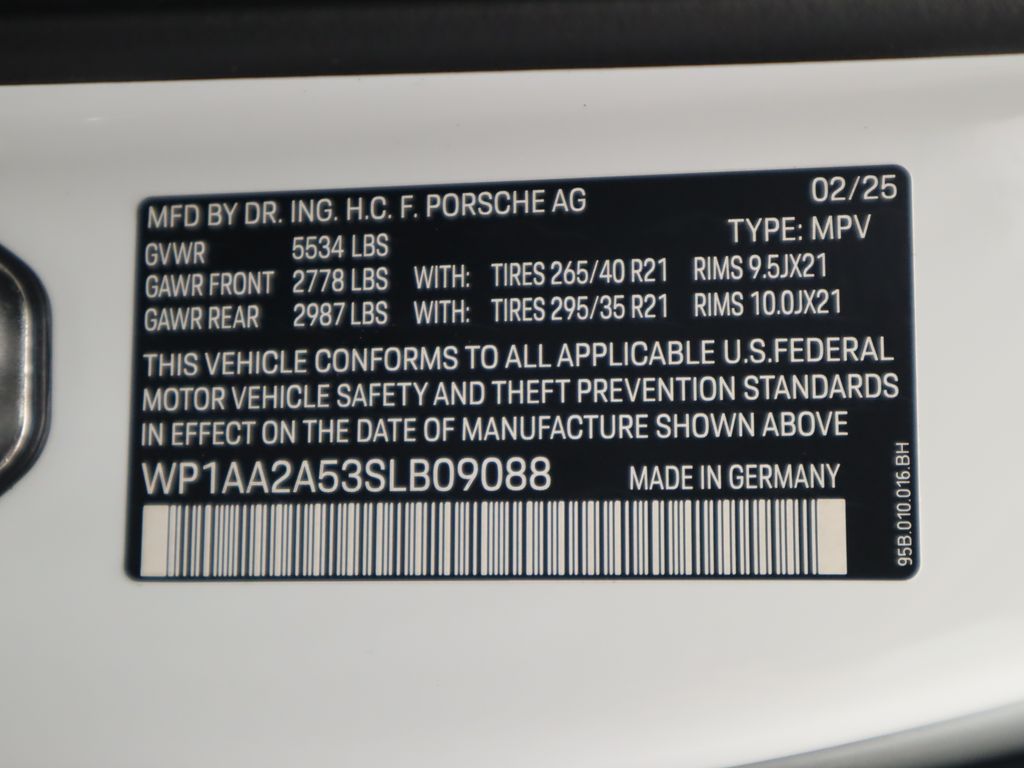 MFD BY DR. ING. H.C. F. PORSCHE AG 02/25
TYPE: MPV
GVWR 5534 LBS
GAWR FRONT 2778 LBS WITH: TIRES 265/40 R21 RIMS 9.5JX21
GAWR REAR 2987 LBS WITH: TIRES 295/35 R21 RIMS 10.0JX21
THIS VEHICLE CONFORMS TO ALL APPLICABLE U.S.FEDERAL
MOTOR VEHICLE SAFETY AND THEFT PREVENTION STANDARDS
IN EFFECT ON THE DATE OF MANUFACTURE SHOWN ABOVE
WP1AA2A53SLB09088 MADE IN GERMANY
95B.010.016.BH